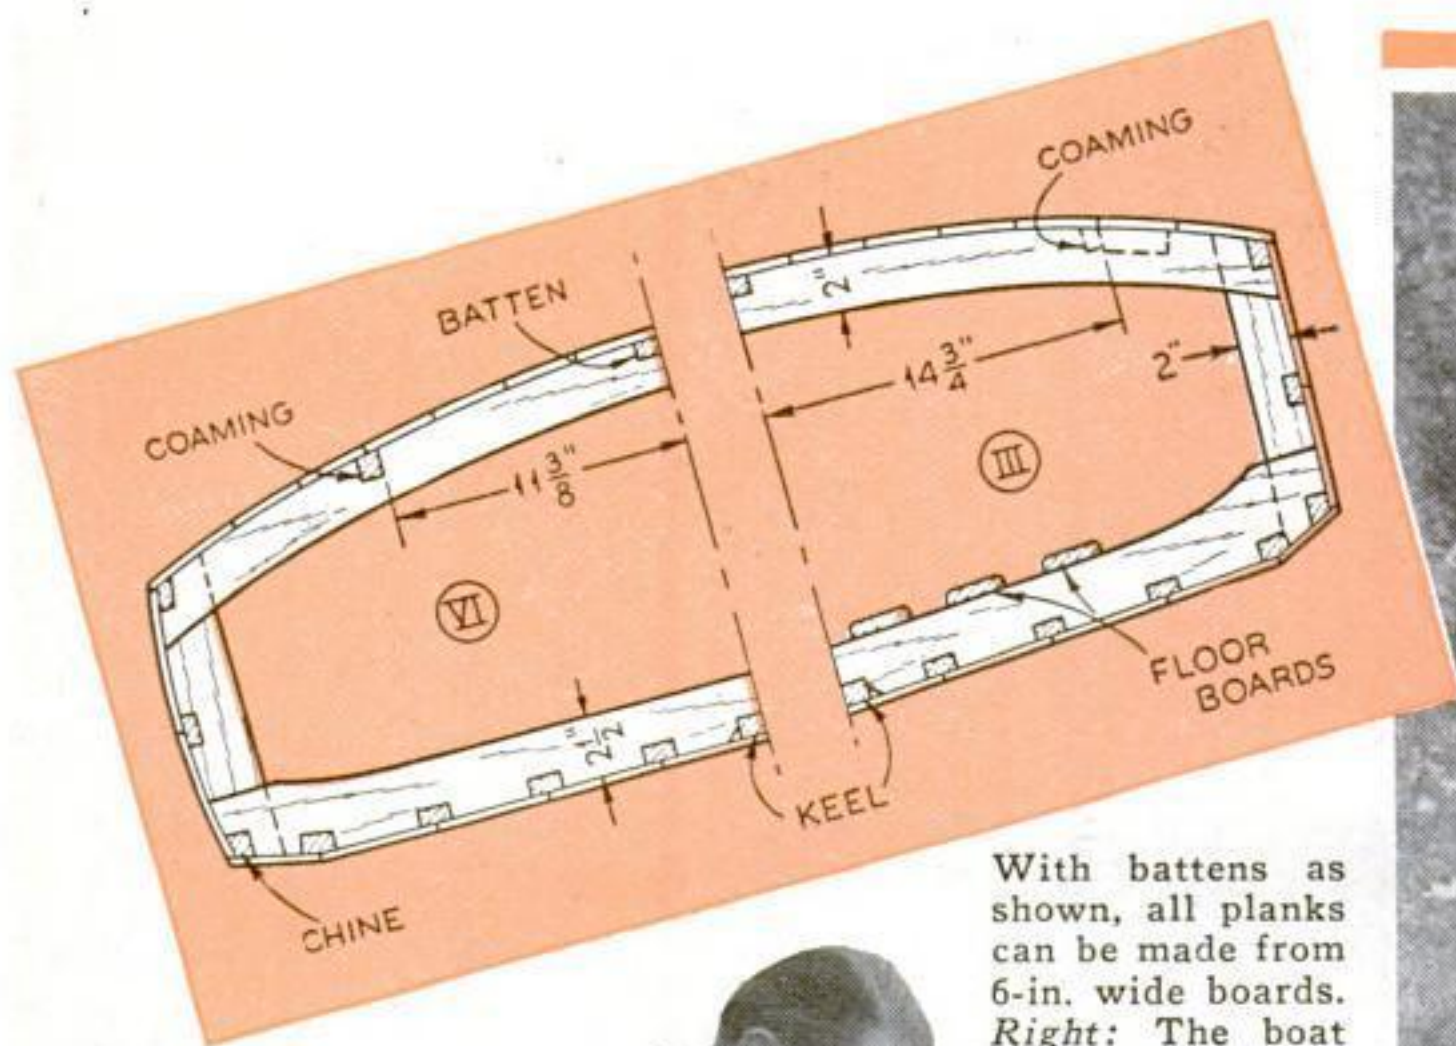 COAMING
BATTEN
2"
COAMING
14 3/4"
2"
11 3/8"
III
VI
FLOOR
BOARDS
2 1/2"
KEEL
CHINE
With battens as
shown, all planks
can be made from
6-in. wide boards.
Right: The boat